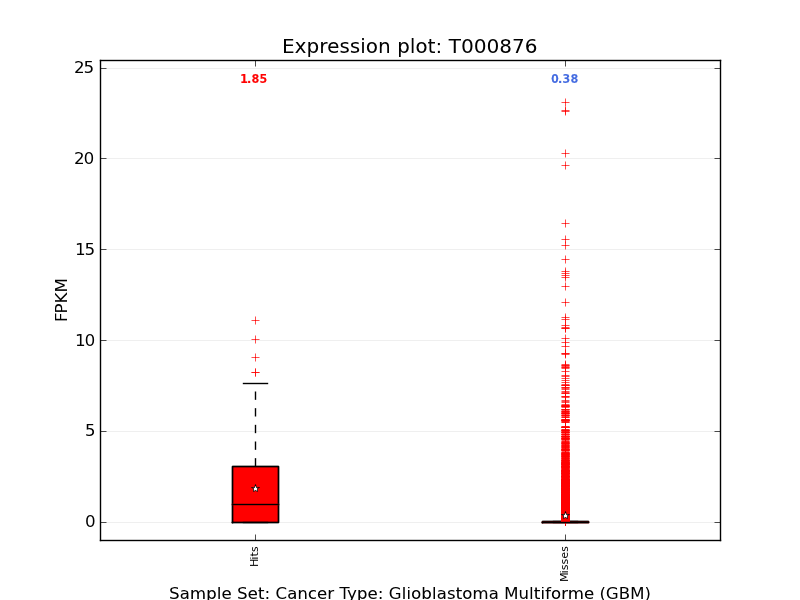 Expression plot: T000876
25
1.85
0.38
20
15
FPKM
10
5
0
Hits
Misses
Sample Set: Cancer Type: Glioblastoma Multiforme (GBM)